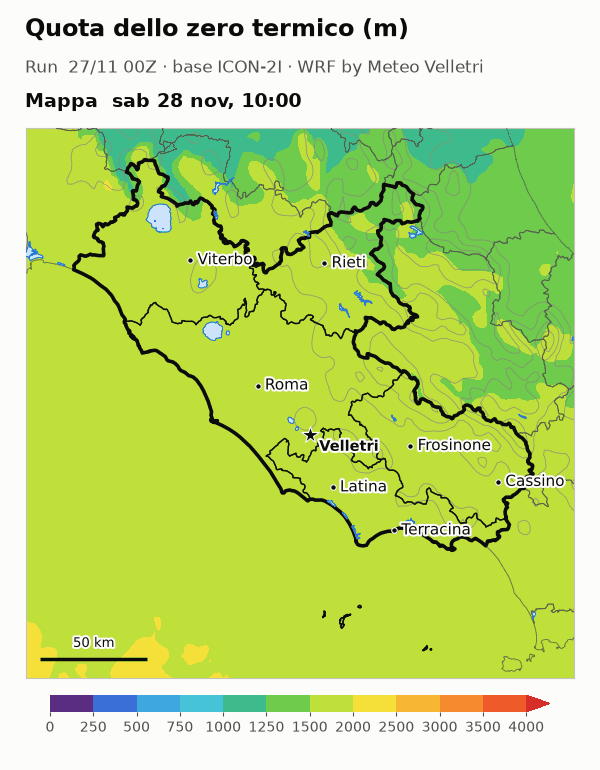 Quota dello zero termico (m)
Run  27/11 00Z · base ICON-2I · WRF by Meteo Velletri
Mappa  sab 28 nov, 10:00
Viterbo
Rieti
Roma
Velletri
Frosinone
Cassino
Latina
Terracina
50 km
0 250 500 750 1000 1250 1500 2000 2500 3000 3500 4000